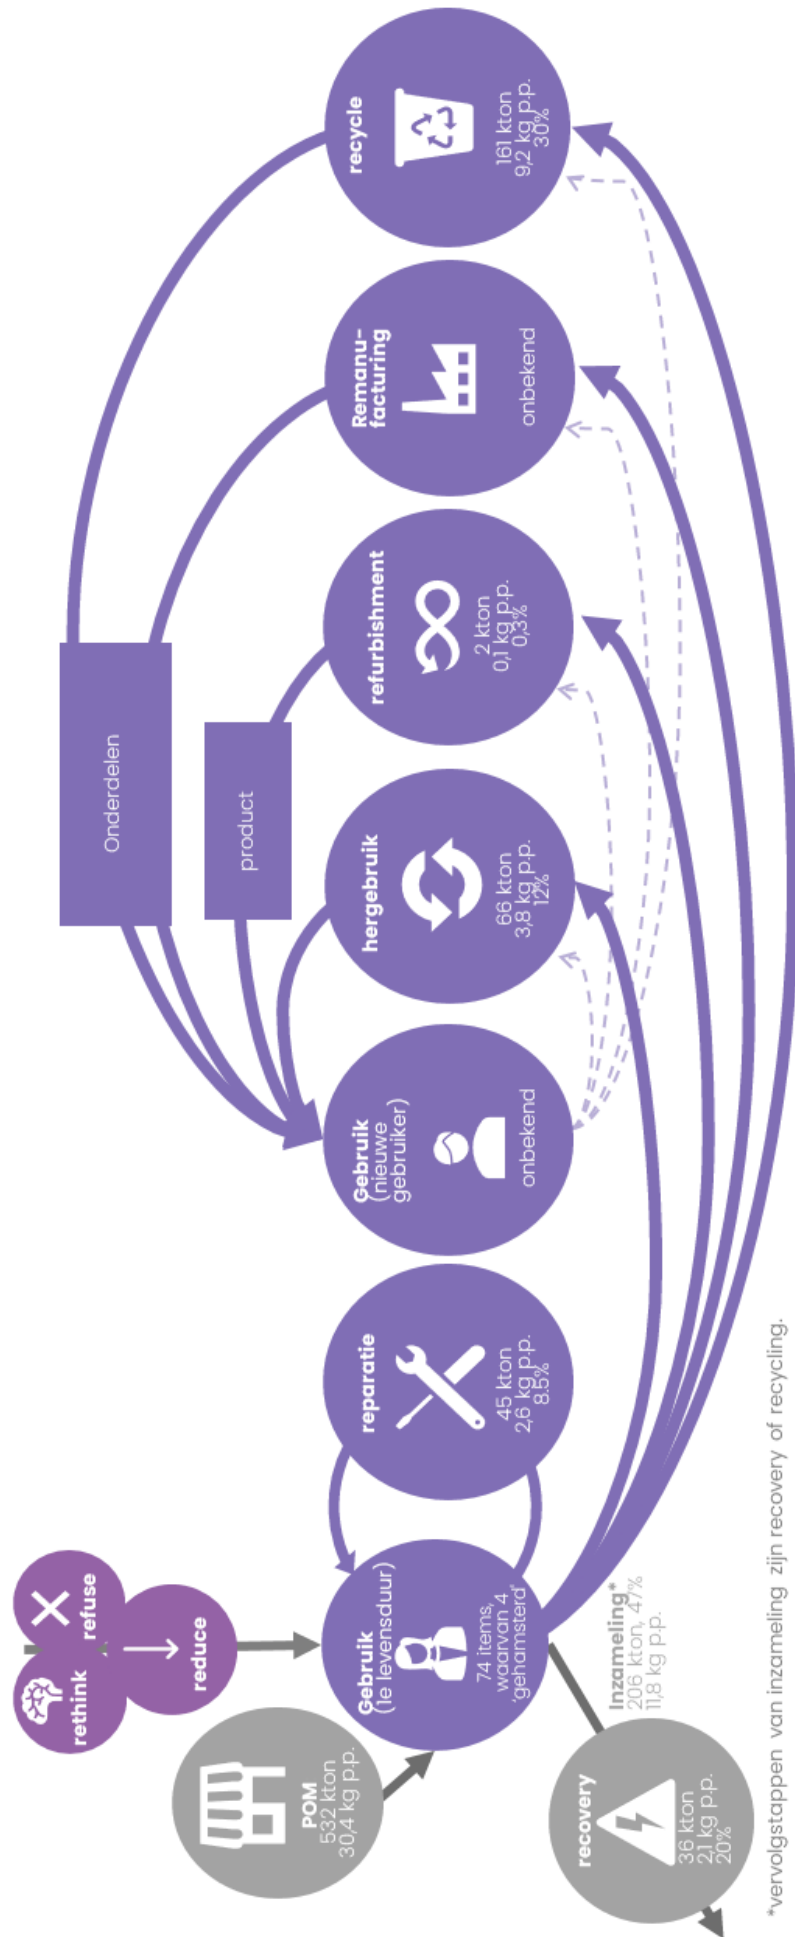 rethink
refuse
reduce
POM
532 kton
30,4 kg p.p.
Gebruik
(1e levensduur)
74 items,
waarvan 4
'gehamsterd'
recovery
36 kton
2,1 kg p.p.
20%
Inzameling*
206 kton, 47%
11,8 kg p.p.
reparatie
45 kton
2,6 kg p.p.
8.5%
Gebruik
(nieuwe
gebruiker)
onbekend
hergebruik
66 kton
3,8 kg p.p.
12%
refurbishment
2 kton
0,1 kg p.p.
0,3%
Remanu-
facturing
onbekend
recycle
161 kton
9,2 kg p.p.
30%
Onderdelen
product
*vervolgstappen van inzameling zijn recovery of recycling.